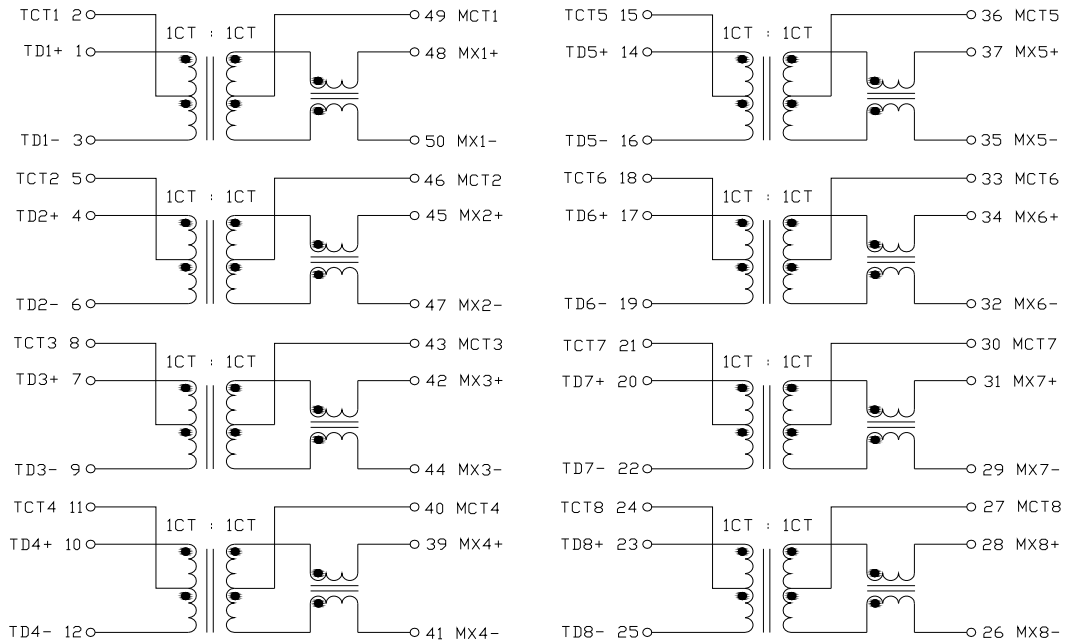 TCT1 2 49 MCT1
1CT : 1CT
TD1+ 1 48 MX1+
TD1- 3 50 MX1-
TCT2 5 46 MCT2
1CT : 1CT
TD2+ 4 45 MX2+
TD2- 6 47 MX2-
TCT3 8 43 MCT3
1CT : 1CT
TD3+ 7 42 MX3+
TD3- 9 44 MX3-
TCT4 11 40 MCT4
1CT : 1CT
TD4+ 10 39 MX4+
TD4- 12 41 MX4-
TCT5 15 36 MCT5
1CT : 1CT
TD5+ 14 37 MX5+
TD5- 16 35 MX5-
TCT6 18 33 MCT6
1CT : 1CT
TD6+ 17 34 MX6+
TD6- 19 32 MX6-
TCT7 21 30 MCT7
1CT : 1CT
TD7+ 20 31 MX7+
TD7- 22 29 MX7-
TCT8 24 27 MCT8
1CT : 1CT
TD8+ 23 28 MX8+
TD8- 25 26 MX8-